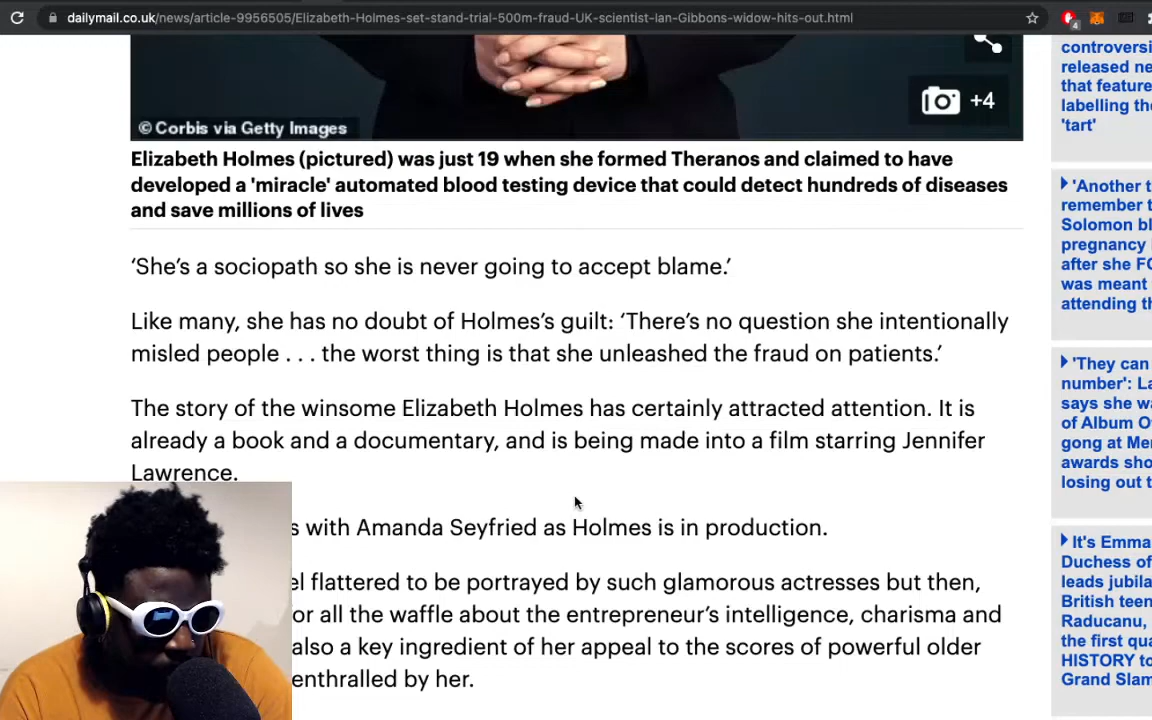 dailymail.co.uk/news/article-9956505/Elizabeth-Holmes-set-stand-trial-500m-fraud-UK-scientist-Ian-Gibbons-widow-hits-out.html
4
+4
© Corbis via Getty Images
Elizabeth Holmes (pictured) was just 19 when she formed Theranos and claimed to have
developed a 'miracle' automated blood testing device that could detect hundreds of diseases
and save millions of lives
‘She’s a sociopath so she is never going to accept blame.’
Like many, she has no doubt of Holmes’s guilt: ‘There’s no question she intentionally
misled people . . . the worst thing is that she unleashed the fraud on patients.’
The story of the winsome Elizabeth Holmes has certainly attracted attention. It is
already a book and a documentary, and is being made into a film starring Jennifer
Lawrence.
s with Amanda Seyfried as Holmes is in production.
el flattered to be portrayed by such glamorous actresses but then,
or all the waffle about the entrepreneur’s intelligence, charisma and
also a key ingredient of her appeal to the scores of powerful older
enthralled by her.
controversi
released ne
that feature
labelling the
'tart'
'Another t
remember t
Solomon bl
pregnancy
after she FO
was meant
attending th
'They can
number': La
says she wa
of Album O
gong at Me
awards sho
losing out t
It's Emma
Duchess of
leads jubila
British teen
Raducanu,
the first qua
HISTORY to
Grand Slam